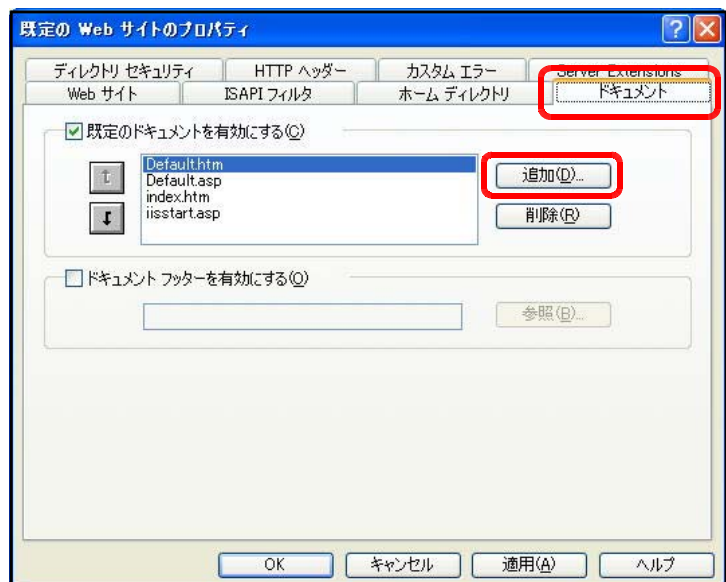 既定の Web サイトのプロパティ
ディレクトリ セキュリティ
HTTP ヘッダー
カスタム エラー
Server Extensions
Web サイト
ISAPI フィルタ
ホーム ディレクトリ
ドキュメント
既定のドキュメントを有効にする(C)
Default.htm
Default.asp
index.htm
iisstart.asp
追加(D)...
削除(R)
ドキュメント フッターを有効にする(O)
参照(B)...
OK
キャンセル
適用(A)
ヘルプ